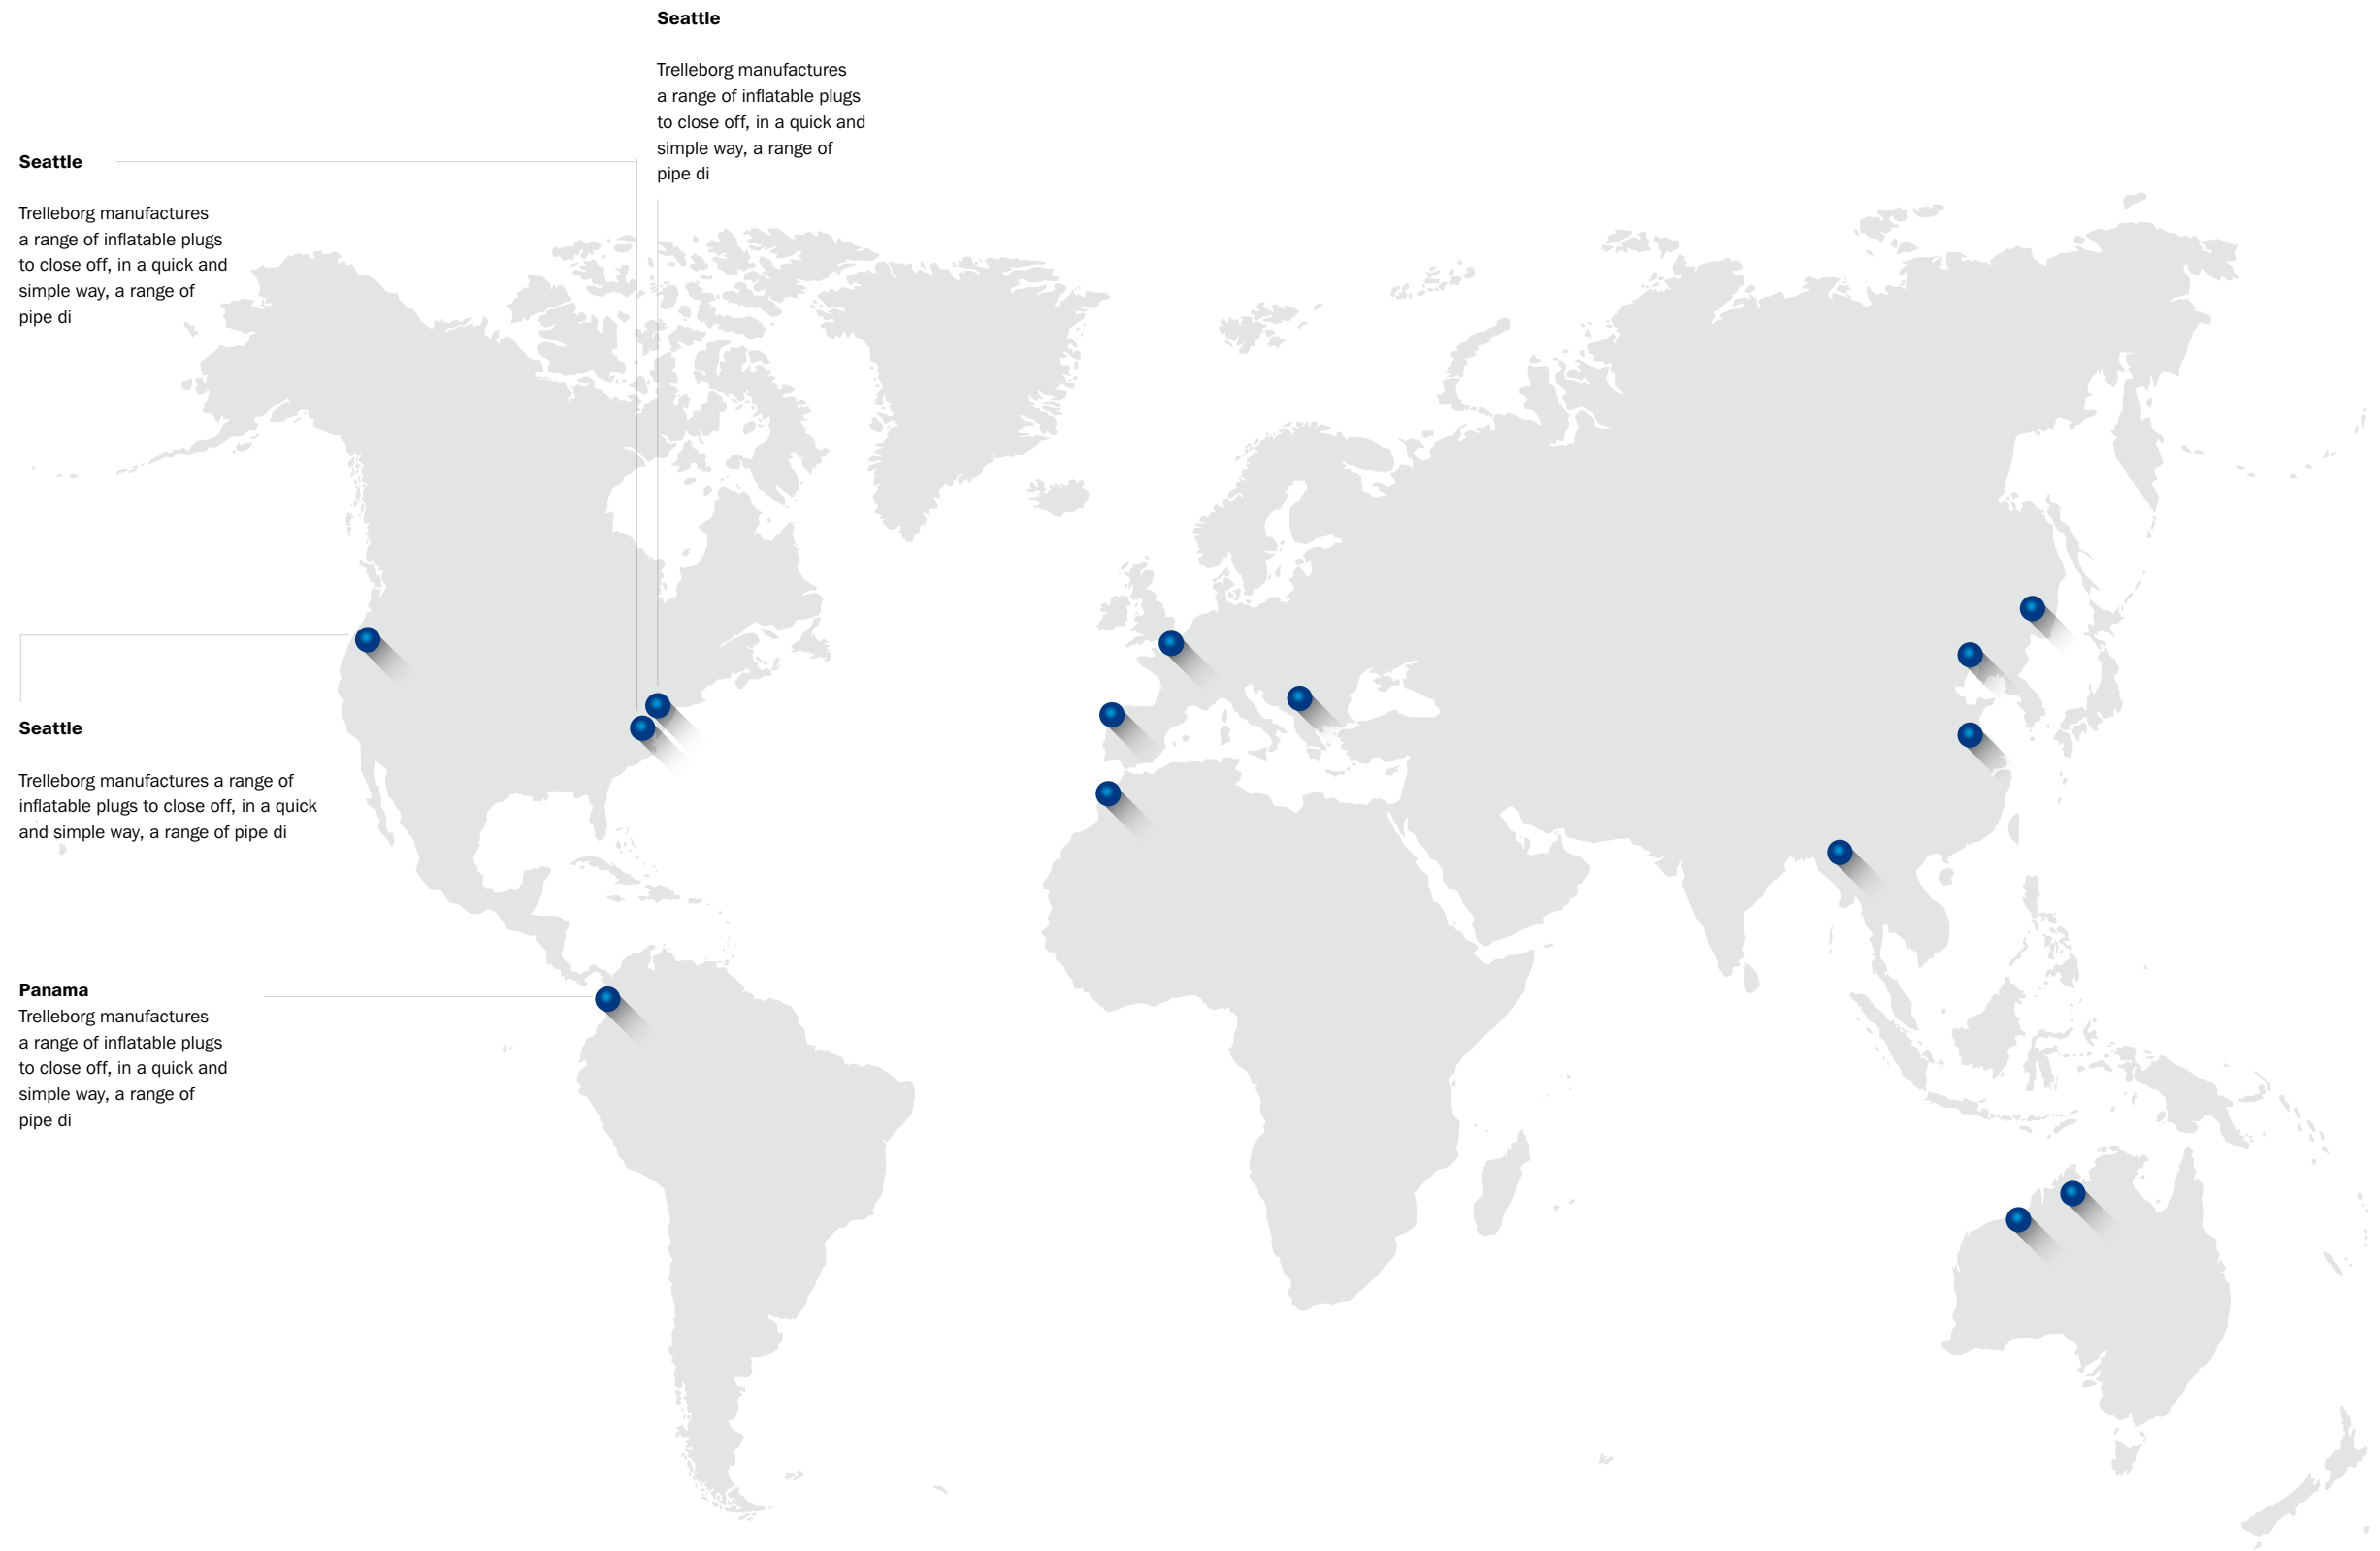 Seattle
Trelleborg manufactures
a range of inflatable plugs
to close off, in a quick and
simple way, a range of
pipe di
Seattle
Trelleborg manufactures
a range of inflatable plugs
to close off, in a quick and
simple way, a range of
pipe di
Seattle
Trelleborg manufactures a range of
inflatable plugs to close off, in a quick
and simple way, a range of pipe di
Panama
Trelleborg manufactures
a range of inflatable plugs
to close off, in a quick and
simple way, a range of
pipe di